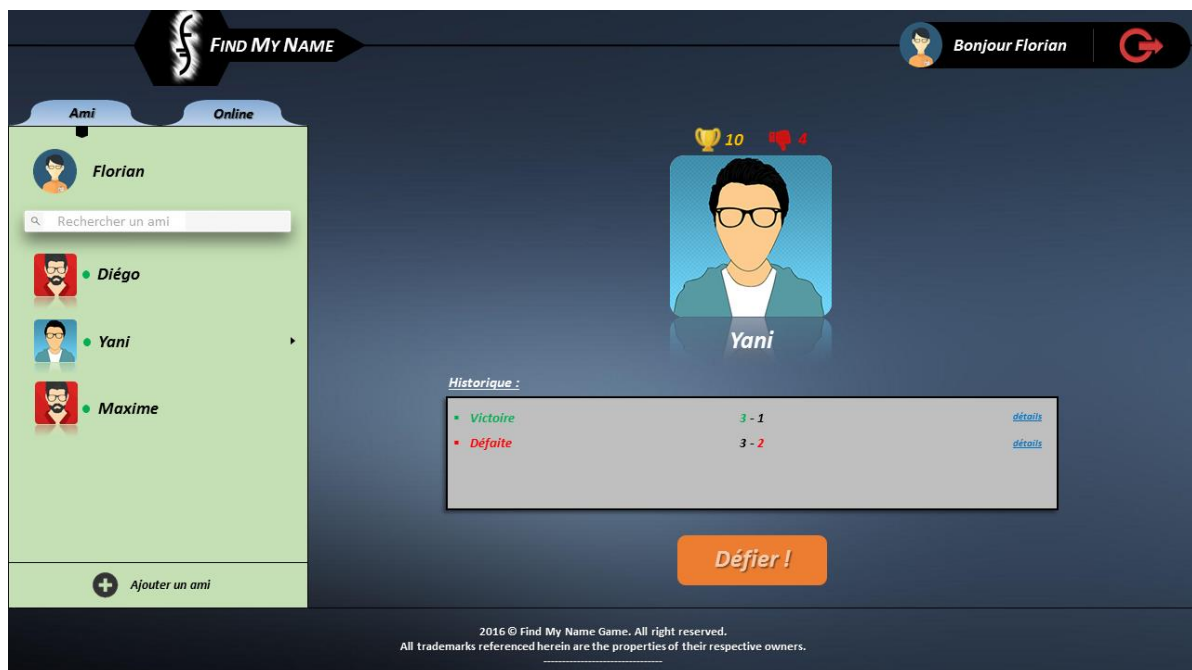 FIND MY NAME
Bonjour Florian
Ami
Online
Florian
Rechercher un ami
Diégo
Yani
Maxime
Ajouter un ami
10
4
Yani
Historique :
Victoire 3 - 1 détails
Défaite 3 - 2 détails
Défier !
2016 © Find My Name Game. All right reserved.
All trademarks referenced herein are the properties of their respective owners.
--------------------------------